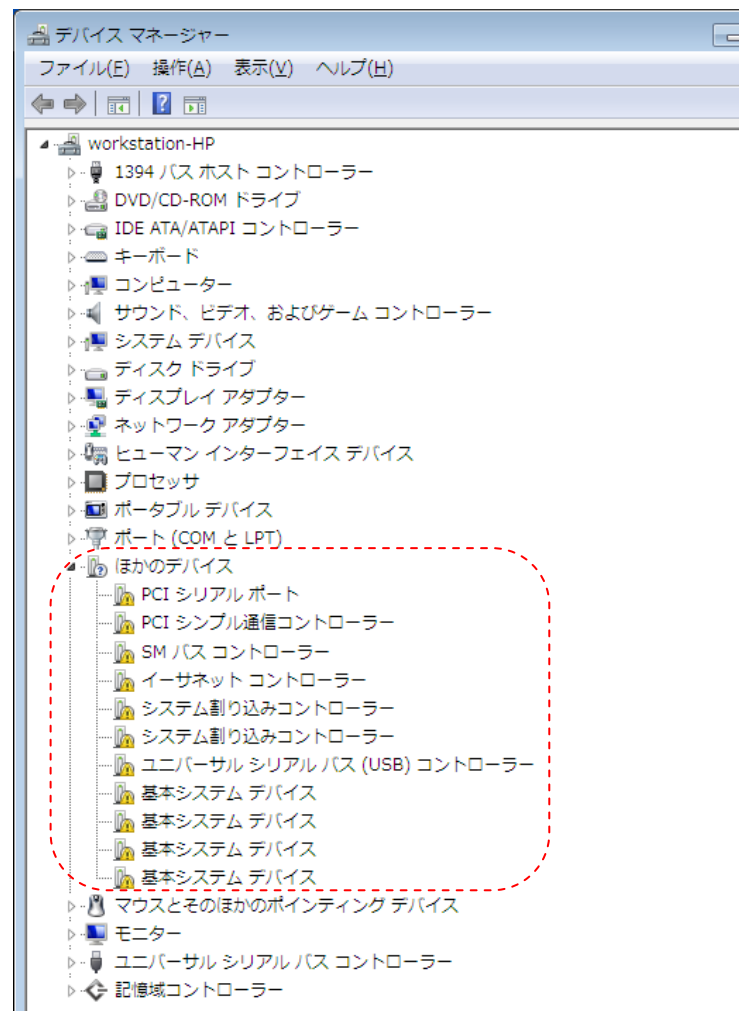 デバイス マネージャー
ファイル(F) 操作(A) 表示(V) ヘルプ(H)
workstation-HP
1394 バス ホスト コントローラー
DVD/CD-ROM ドライブ
IDE ATA/ATAPI コントローラー
キーボード
コンピューター
サウンド、ビデオ、およびゲーム コントローラー
システム デバイス
ディスク ドライブ
ディスプレイ アダプター
ネットワーク アダプター
ヒューマン インターフェイス デバイス
プロセッサ
ポータブル デバイス
ポート (COM と LPT)
ほかのデバイス
PCI シリアル ポート
PCI シンプル通信コントローラー
SM バス コントローラー
イーサネット コントローラー
システム割り込みコントローラー
システム割り込みコントローラー
ユニバーサル シリアル バス (USB) コントローラー
基本システム デバイス
基本システム デバイス
基本システム デバイス
基本システム デバイス
マウスとそのほかのポインティング デバイス
モニター
ユニバーサル シリアル バス コントローラー
記憶域コントローラー